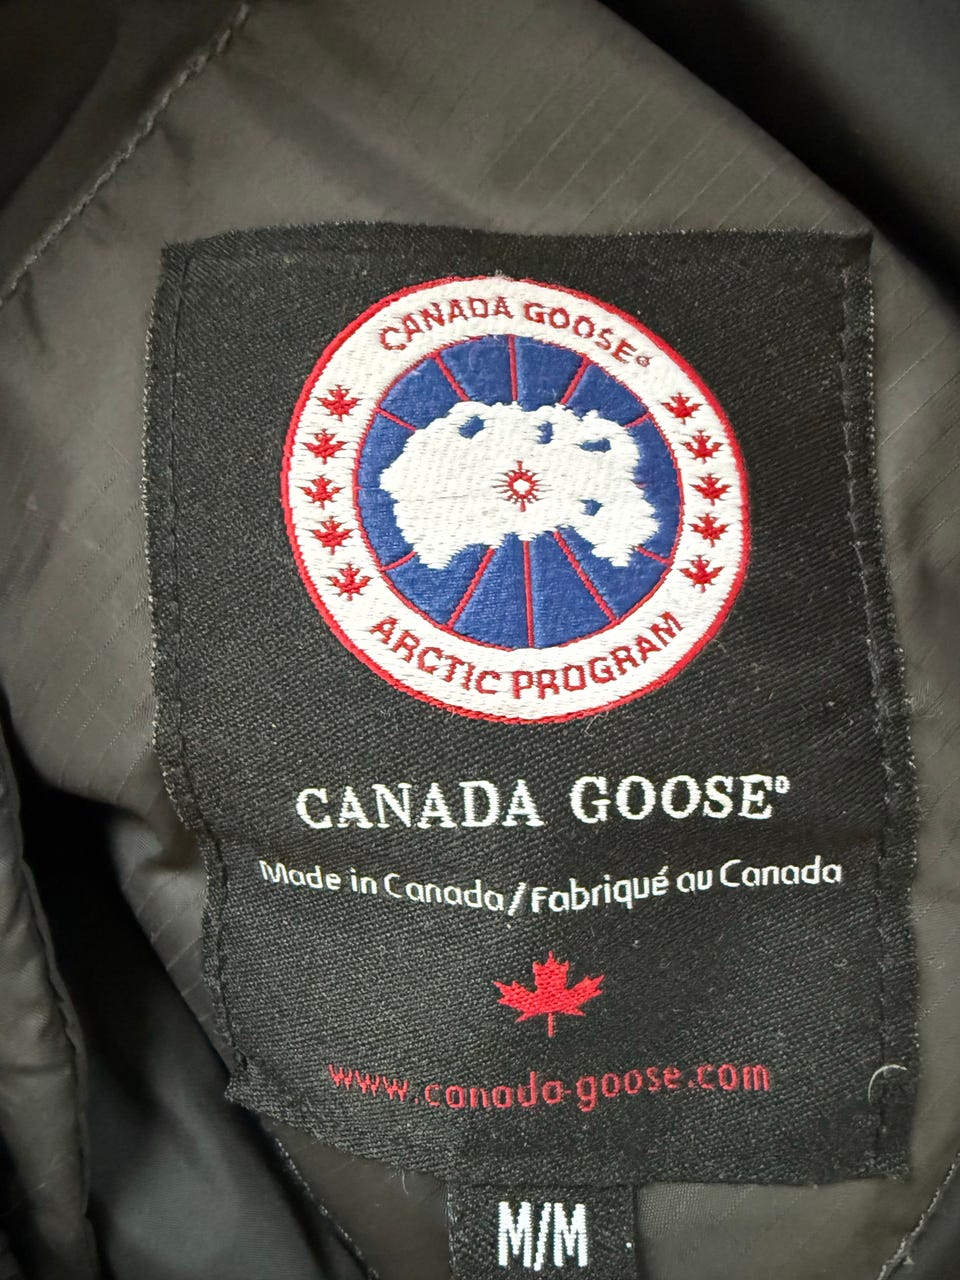 CANADA GOOSE®
ARCTIC PROGRAM
CANADA GOOSE®
Made in Canada/Fabriqué au Canada
www.canada-goose.com
M/M